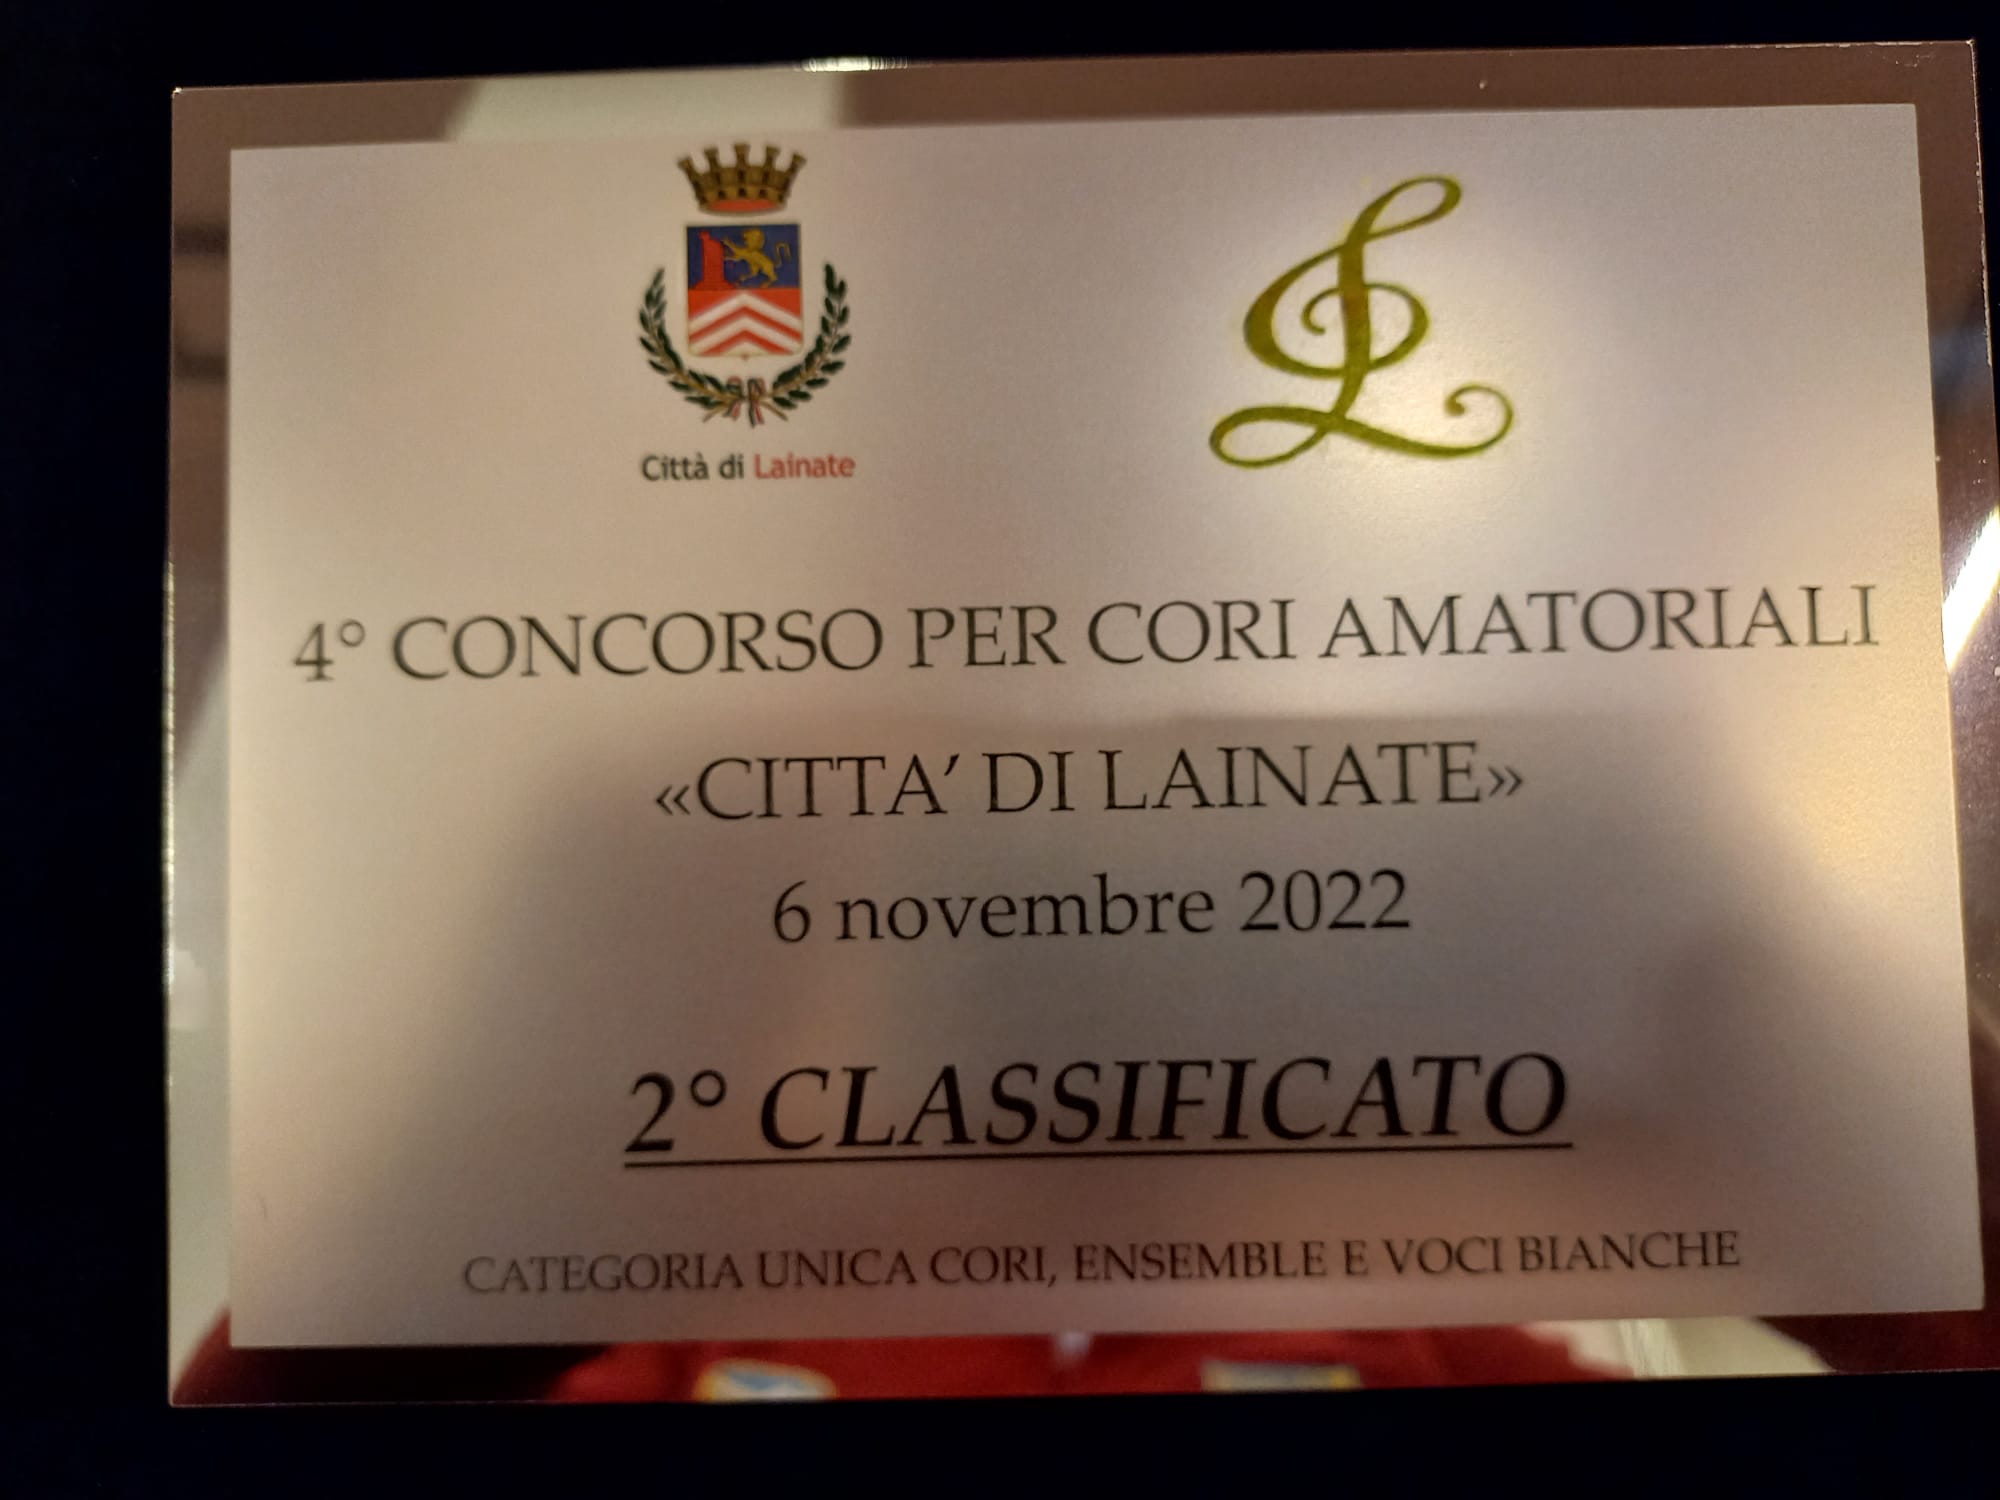 Città di Lainate
4° CONCORSO PER CORI AMATORIALI
«CITTA’ DI LAINATE»
6 novembre 2022
2° CLASSIFICATO
CATEGORIA UNICA CORI, ENSEMBLE E VOCI BIANCHE